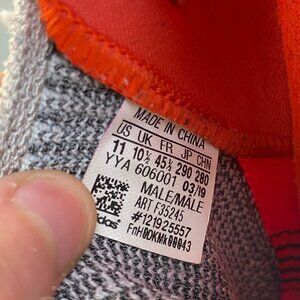 MADE IN CHINA
US UK FR JP CHN
11 10½ 45⅓ 290 280
YYA 606001 03/19
MALE/MALE
ART F35245
#121925557
adidas